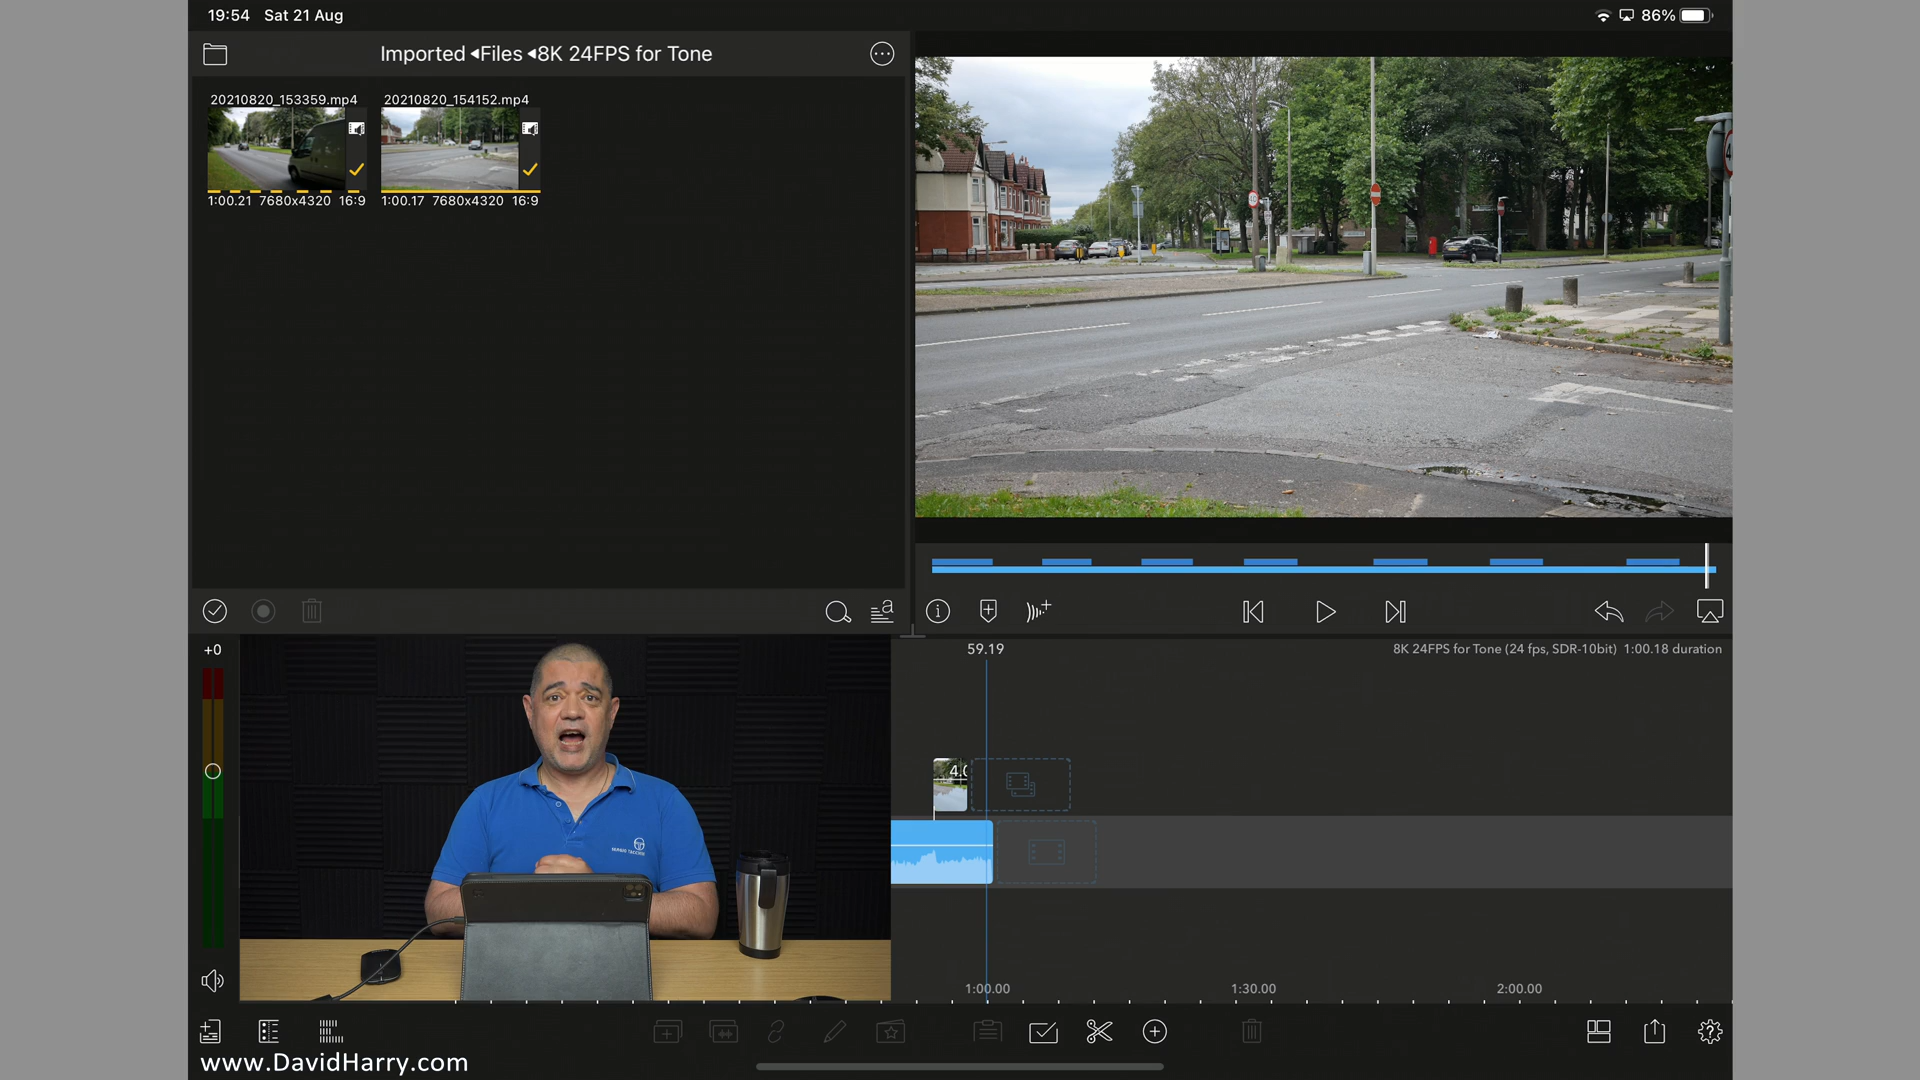 19:54 Sat 21 Aug
86%
Imported ◂Files ◂8K 24FPS for Tone
20210820_153359.mp4
20210820_154152.mp4
1:00.21 7680x4320 16:9
1:00.17 7680x4320 16:9
+0
59.19
8K 24FPS for Tone (24 fps, SDR-10bit) 1:00.18 duration
4.0
1:00.00
1:30.00
2:00.00
www.DavidHarry.com